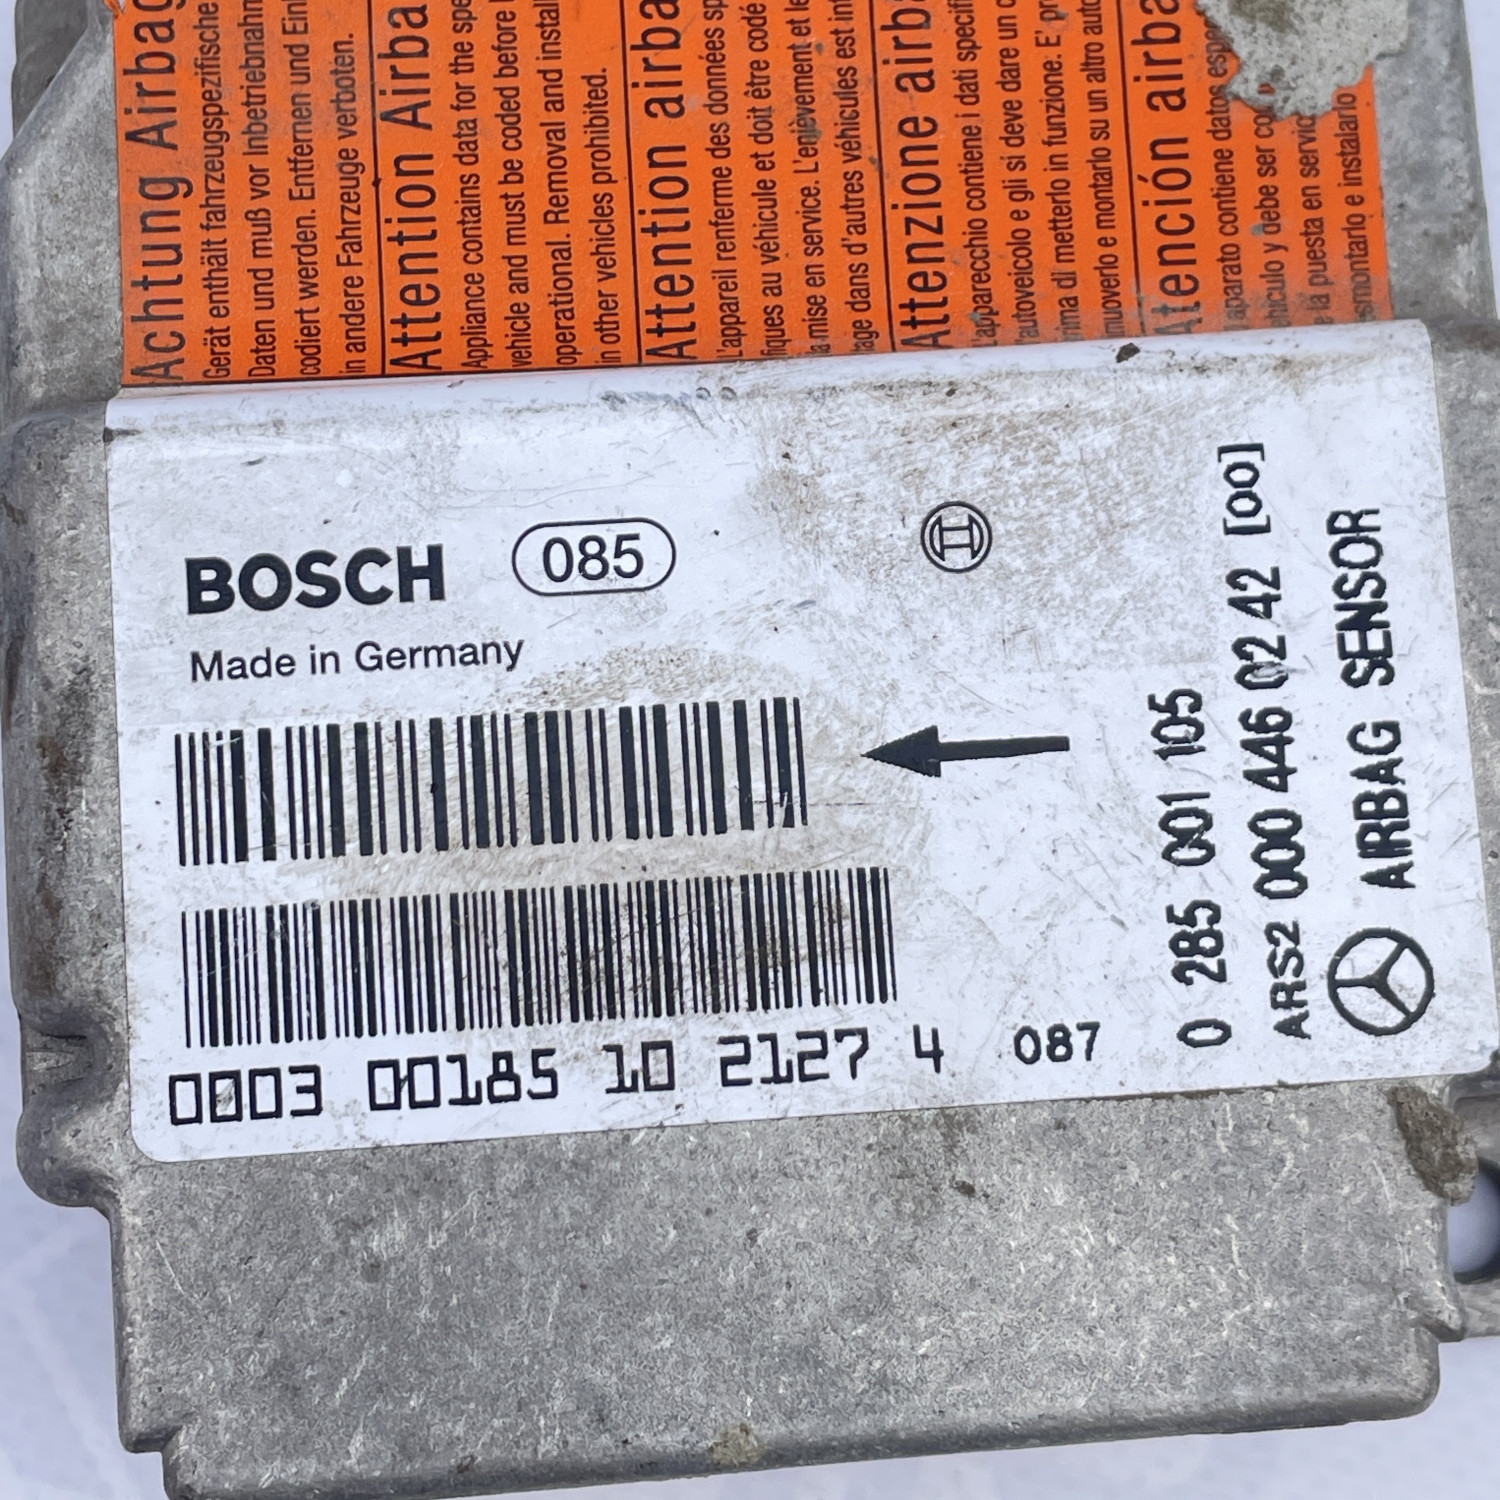 Achtung Airbag
Gerät enthält fahrzeugspezifische
Daten und muß vor Inbetriebnahm
codiert werden. Entfernen und Ein
in andere Fahrzeuge verboten.
Attention Airba
Appliance contains data for the spe
vehicle and must be coded before
operational. Removal and install
in other vehicles prohibited.
Attention airba
L'appareil renferme des données sp
fiques au véhicule et doit être codé
la mise en service. L'enlèvement et le
tage dans d'autres véhicules est int
Attenzione airba
L'apparecchio contiene i dati specifi
l'autoveicolo e gli si deve dare un c
rima di metterlo in funzione. E' pr
muoverlo e montarlo su un altro auto
Atención airba
l aparato contiene datos espe
ehículo y debe ser co
e la puesta en servic
smontarlo e instalarlo
BOSCH 085
Made in Germany
0003 00185 10 2127 4 087
0 285 001 105
ARS2 000 446 02 42 [00]
AIRBAG SENSOR